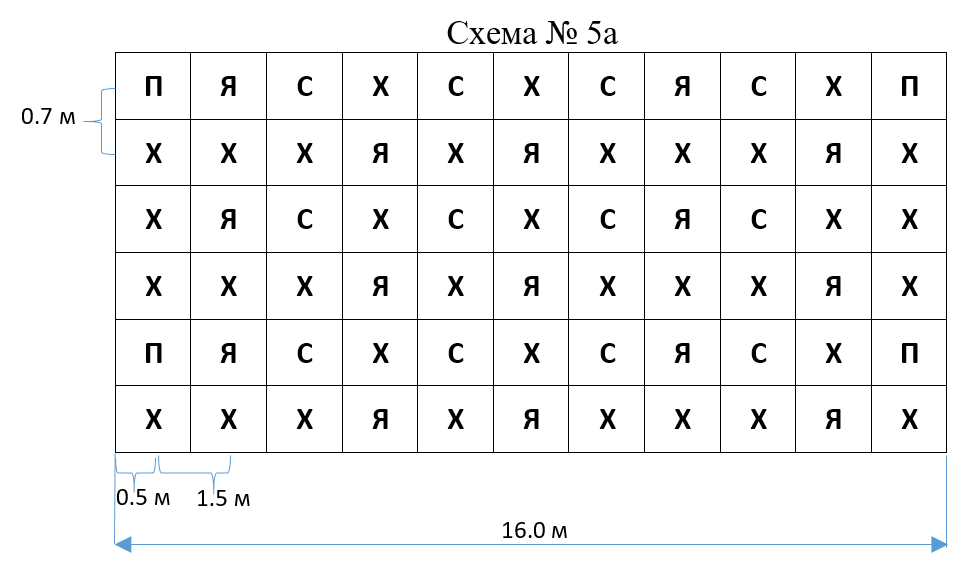 Схема № 5а
П Я С Х С Х С Я С Х П
0.7 м
Х Х Х Я Х Я Х Х Х Я Х
Х Я С Х С Х С Я С Х Х
Х Х Х Я Х Я Х Х Х Я Х
П Я С Х С Х С Я С Х П
Х Х Х Я Х Я Х Х Х Я Х
0.5 м 1.5 м
16.0 м